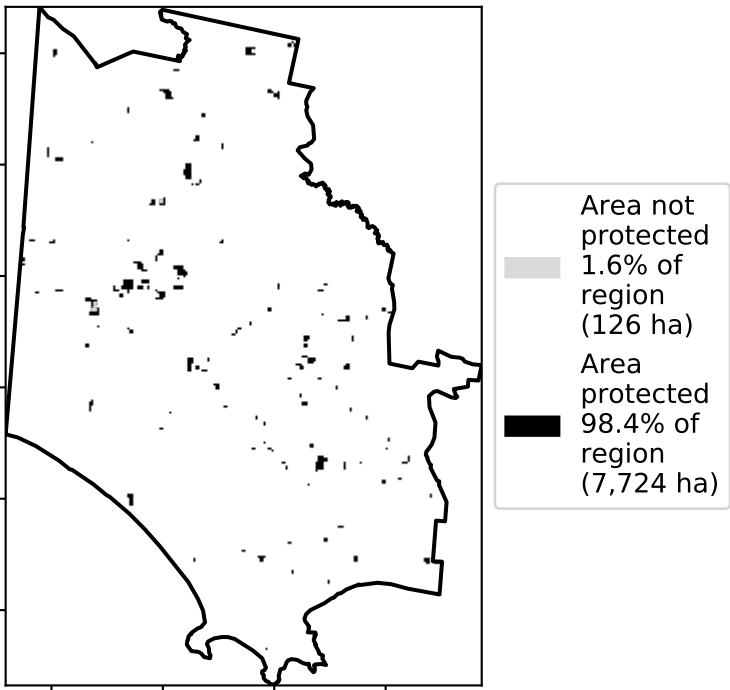 Area not
protected
1.6% of
region
(126 ha)
Area
protected
98.4% of
region
(7,724 ha)